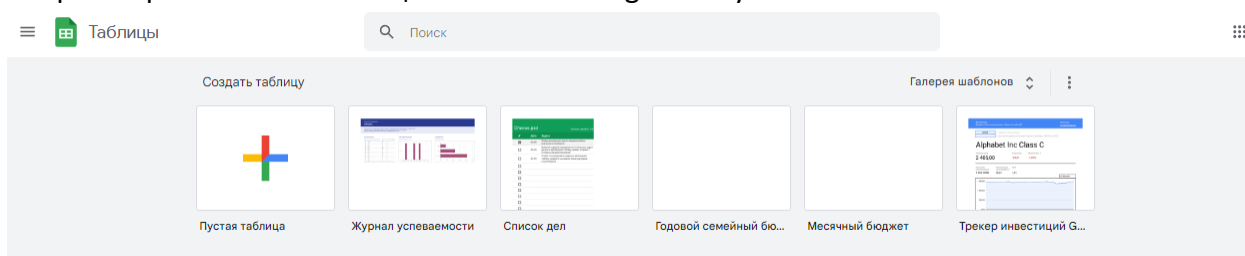 Таблицы
Поиск
Создать таблицу
Галерея шаблонов
Alphabet Inc Class C
Пустая таблица
Журнал успеваемости
Список дел
Годовой семейный бю...
Месячный бюджет
Трекер инвестиций G...